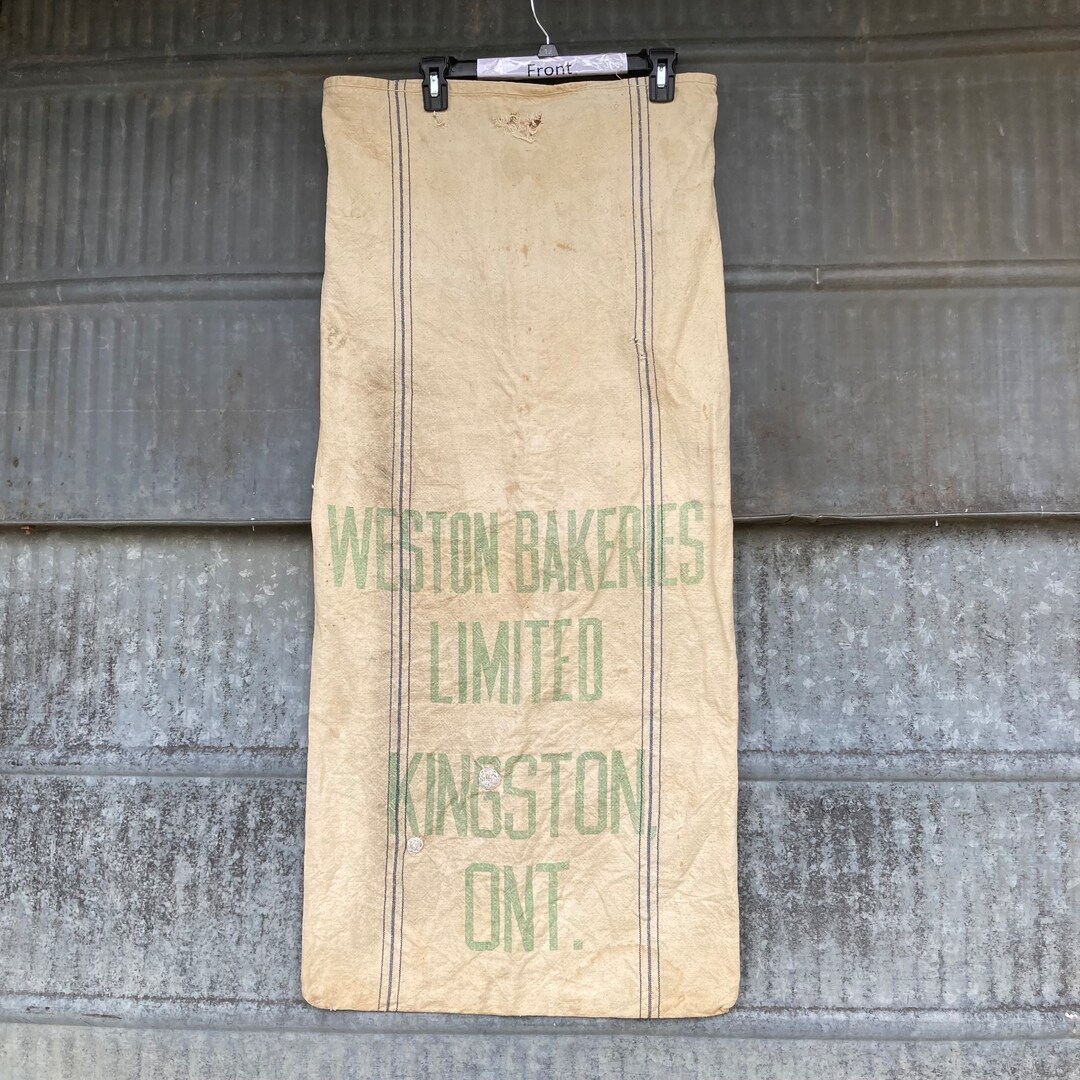 Front
WESTON BAKERIES
LIMITED
KINGSTON,
ONT.